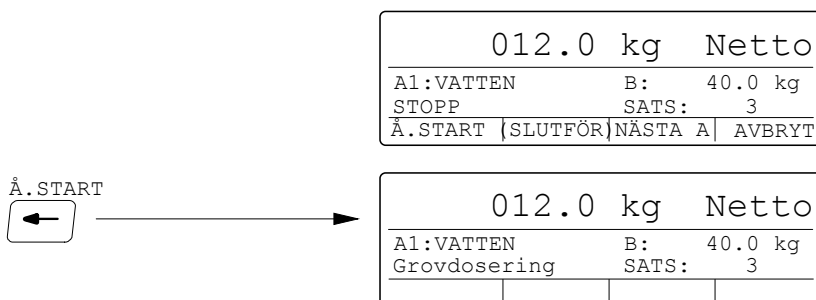 012.0 kg Netto
A1:VATTEN B: 40.0 kg
STOPP SATS: 3
Å.START (SLUTFÖR) NÄSTA A AVBRYT
Å.START
012.0 kg Netto
A1:VATTEN B: 40.0 kg
Grovdosering SATS: 3